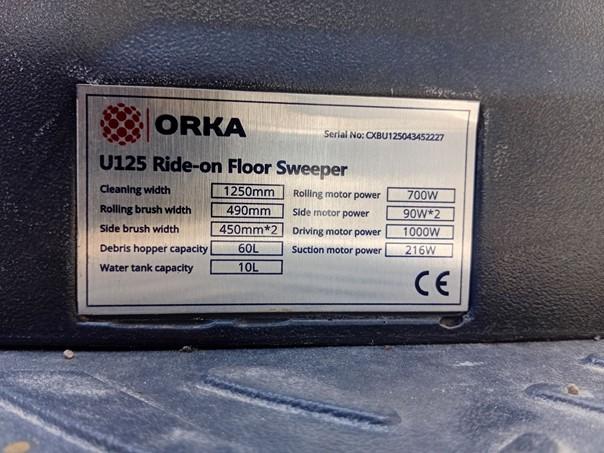 ORKA
Serial No: CXBU125043452227
U125 Ride-on Floor Sweeper
Cleaning width 1250mm Rolling motor power 700W
Rolling brush width 490mm Side motor power 90W*2
Side brush width 450mm*2 Driving motor power 1000W
Debris hopper capacity 60L Suction motor power 216W
Water tank capacity 10L
CE